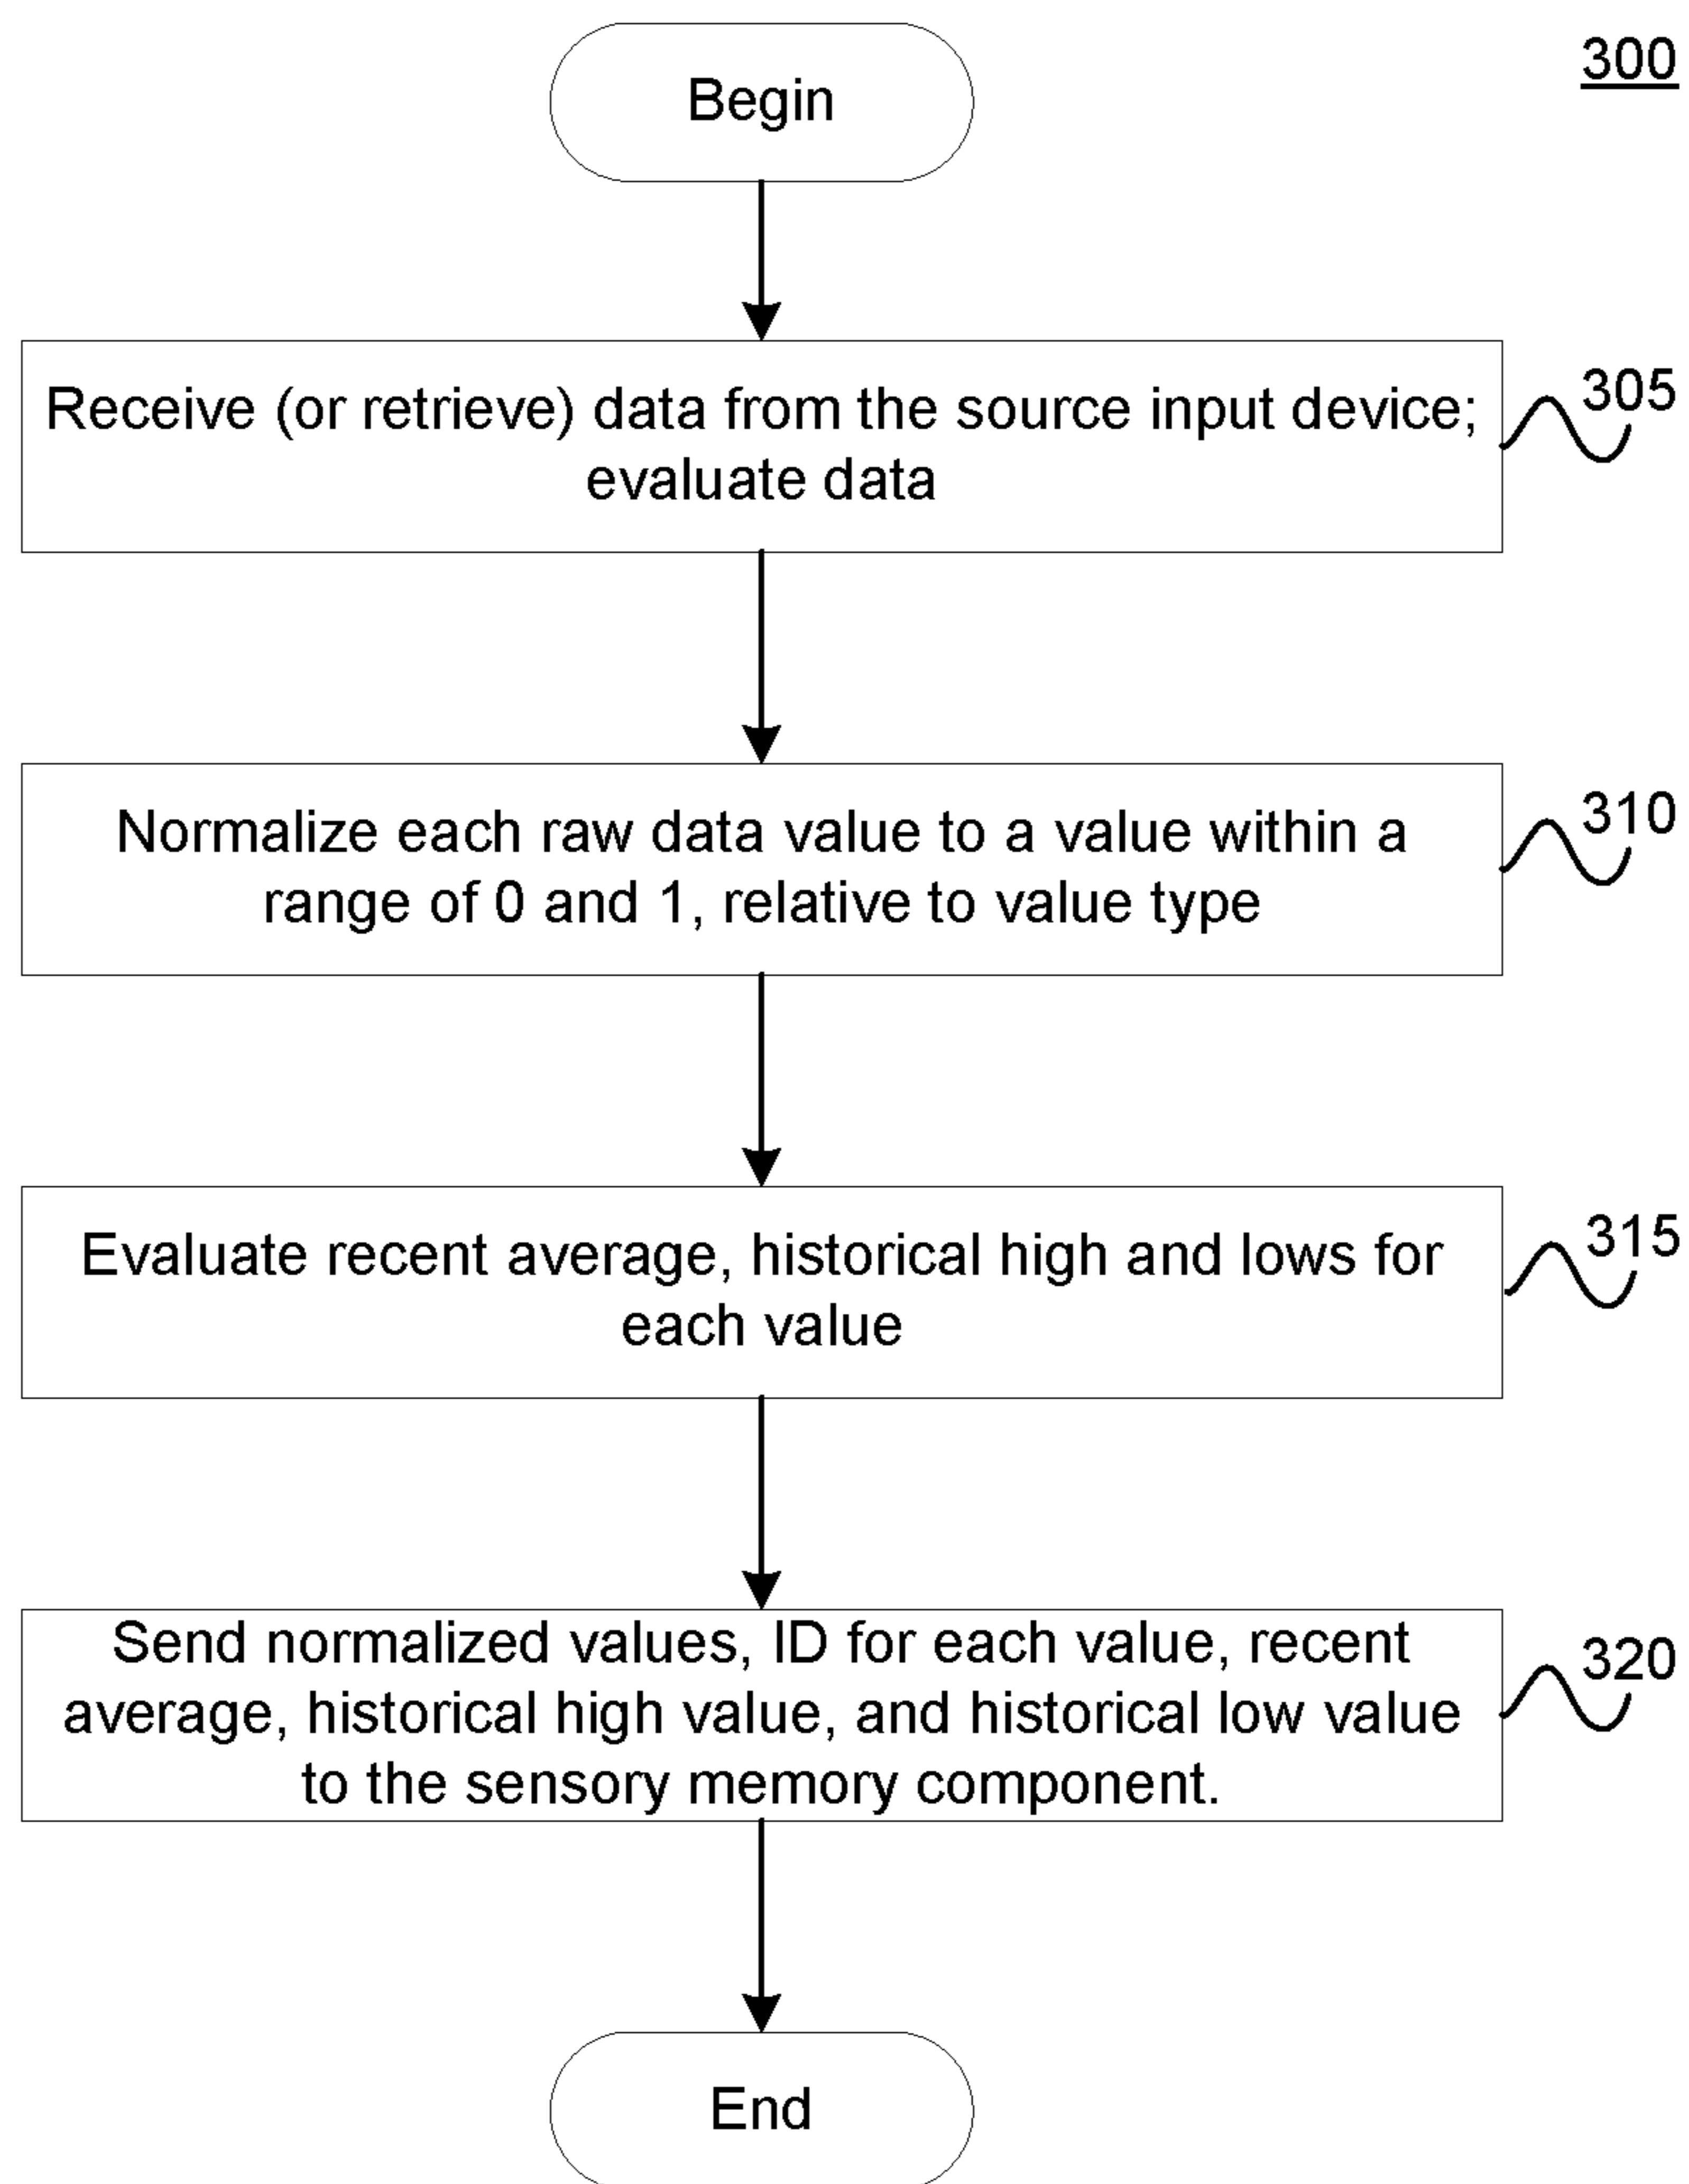 300
Begin
Receive (or retrieve) data from the source input device;
evaluate data
305
Normalize each raw data value to a value within a
range of 0 and 1, relative to value type
310
Evaluate recent average, historical high and lows for
each value
315
Send normalized values, ID for each value, recent
average, historical high value, and historical low value
to the sensory memory component.
320
End